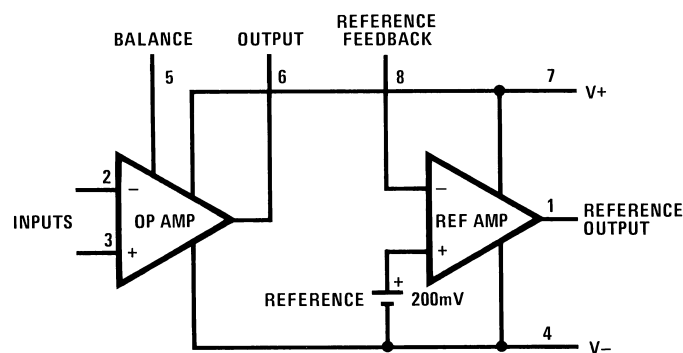 BALANCE
OUTPUT
REFERENCE
FEEDBACK
5
6
8
7
V+
2
−
OP AMP
INPUTS
3
+
−
REF AMP
+
1
REFERENCE
OUTPUT
REFERENCE
+
200mV
4
V−